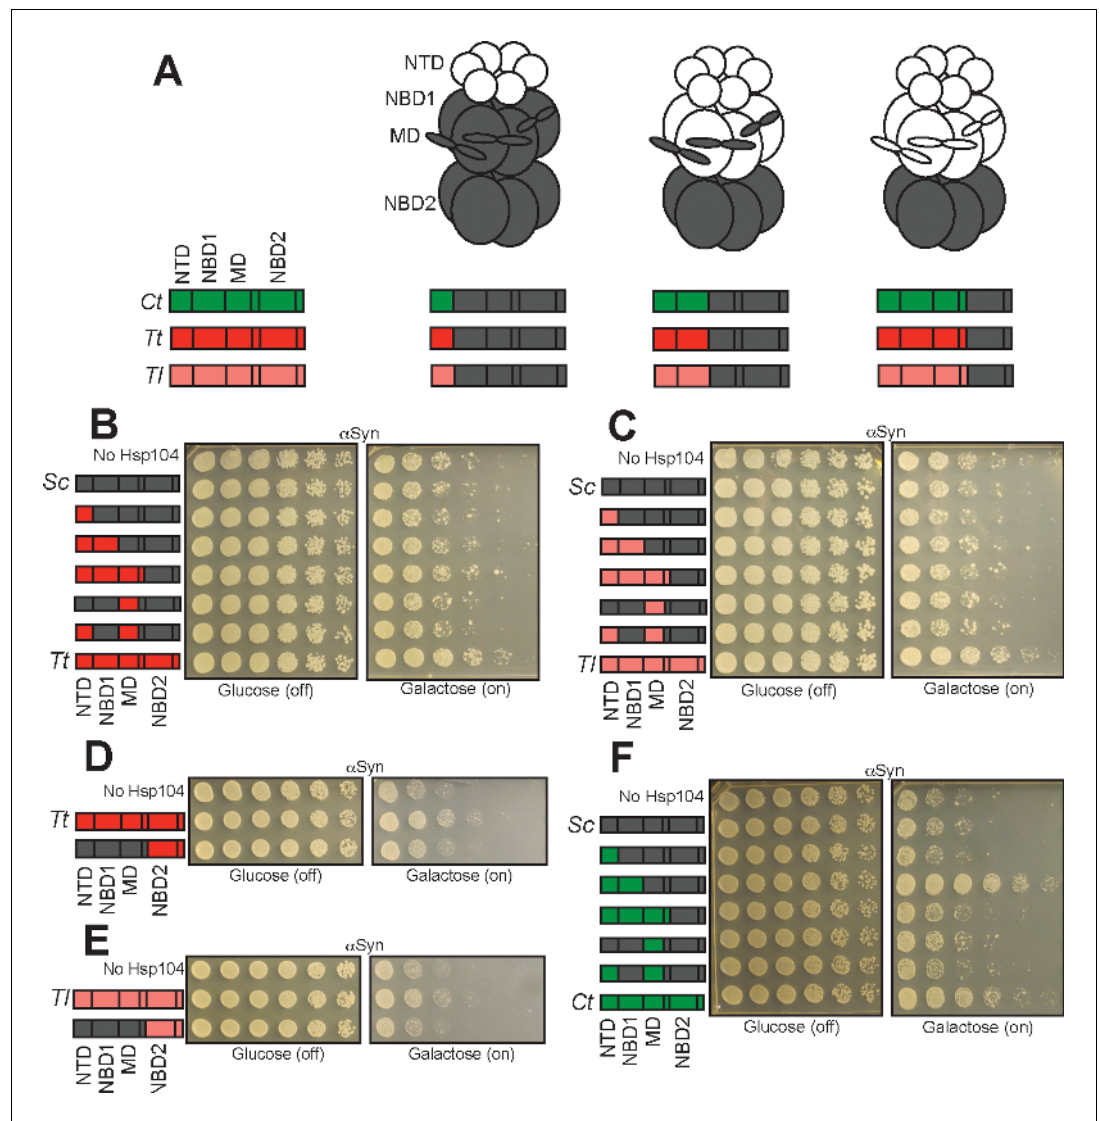 A
NTD
NBD1
MD
NBD2
NTD
NBD1
MD
NBD2
Ct
Tt
Tl
B
αSyn
No Hsp104
Sc
Tt
NTD
NBD1
MD
NBD2
Glucose (off)
Galactose (on)
C
αSyn
No Hsp104
Sc
Tl
NTD
NBD1
MD
NBD2
Glucose (off)
Galactose (on)
D
αSyn
No Hsp104
Tt
NTD
NBD1
MD
NBD2
Glucose (off)
Galactose (on)
E
αSyn
No Hsp104
Tl
NTD
NBD1
MD
NBD2
Glucose (off)
Galactose (on)
F
αSyn
No Hsp104
Sc
Ct
NTD
NBD1
MD
NBD2
Glucose (off)
Galactose (on)